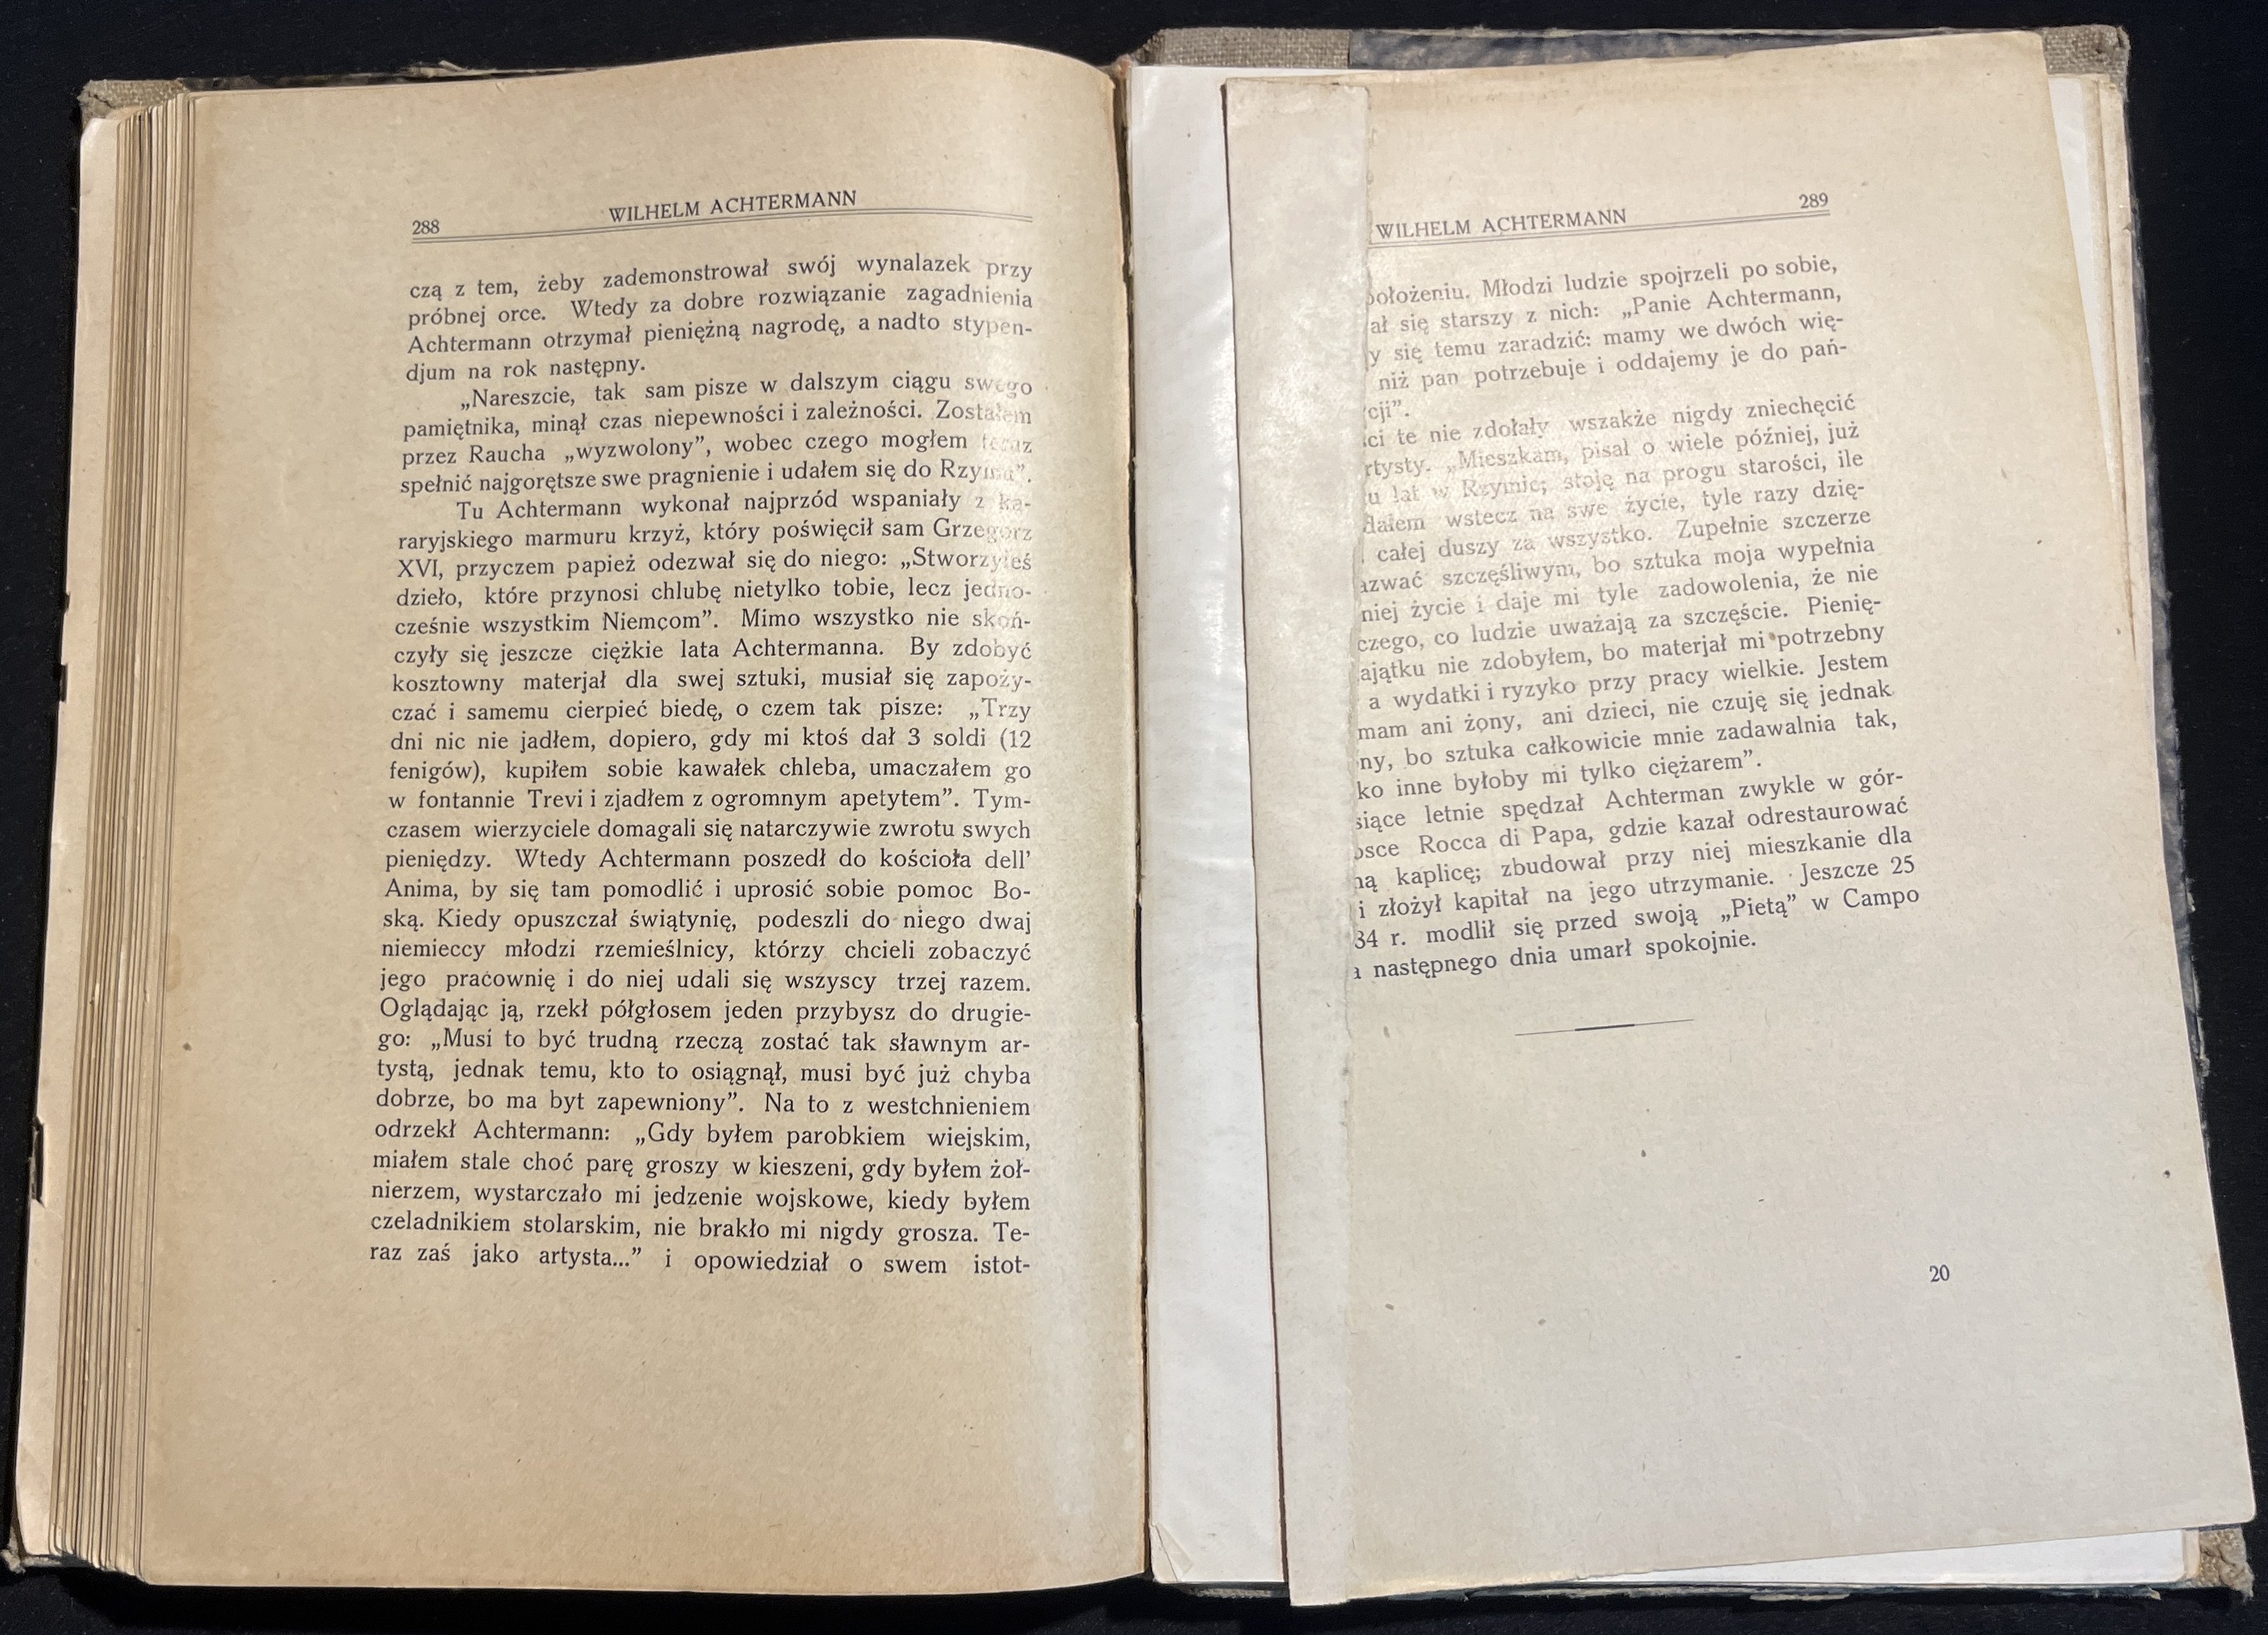 288
WILHELM ACHTERMANN
czą z tem, żeby zademonstrował swój wynalazek przy
próbnej orce. Wtedy za dobre rozwiązanie zagadnienia
Achtermann otrzymał pieniężną nagrodę, a nadto stypen-
djum na rok następny.
„Nareszcie, tak sam pisze w dalszym ciągu swego
pamiętnika, minął czas niepewności i zależności. Zostałem
przez Raucha „wyzwolony”, wobec czego mogłem teraz
spełnić najgorętsze swe pragnienie i udałem się do Rzymu”.
Tu Achtermann wykonał najprzód wspaniały z ka-
raryjskiego marmuru krzyż, który poświęcił sam Grzegorz
XVI, przyczem papież odezwał się do niego: „Stworzyłeś
dzieło, które przynosi chlubę nietylko tobie, lecz jedno-
cześnie wszystkim Niemcom”. Mimo wszystko nie skoń-
czyły się jeszcze ciężkie lata Achtermanna. By zdobyć
kosztowny materjał dla swej sztuki, musiał się zapoży-
czać i samemu cierpieć biedę, o czem tak pisze: „Trzy
dni nic nie jadłem, dopiero, gdy mi ktoś dał 3 soldi (12
fenigów), kupiłem sobie kawałek chleba, umaczałem go
w fontannie Trevi i zjadłem z ogromnym apetytem”. Tym-
czasem wierzyciele domagali się natarczywie zwrotu swych
pieniędzy. Wtedy Achtermann poszedł do kościoła dell’
Anima, by się tam pomodlić i uprosić sobie pomoc Bo-
ską. Kiedy opuszczał świątynię, podeszli do niego dwaj
niemieccy młodzi rzemieślnicy, którzy chcieli zobaczyć
jego pracownię i do niej udali się wszyscy trzej razem.
Oglądając ją, rzekł półgłosem jeden przybysz do drugie-
go: „Musi to być trudną rzeczą zostać tak sławnym ar-
tystą, jednak temu, kto to osiągnął, musi być już chyba
dobrze, bo ma byt zapewniony”. Na to z westchnieniem
odrzekł Achtermann: „Gdy byłem parobkiem wiejskim,
miałem stale choć parę groszy w kieszeni, gdy byłem żoł-
nierzem, wystarczało mi jedzenie wojskowe, kiedy byłem
czeladnikiem stolarskim, nie brakło mi nigdy grosza. Te-
raz zaś jako artysta...” i opowiedział o swem istot-
WILHELM ACHTERMANN
289
położeniu. Młodzi ludzie spojrzeli po sobie,
ał się starszy z nich: „Panie Achtermann,
y się temu zaradzić: mamy we dwóch wię-
niż pan potrzebuje i oddajemy je do pań-
cji”.
ci te nie zdołały wszakże nigdy zniechęcić
rtysty. „Mieszkam, pisał o wiele później, już
u lat w Rzymie; stoję na progu starości, ile
dałem wstecz na swe życie, tyle razy dzię-
całej duszy za wszystko. Zupełnie szczerze
azwać szczęśliwym, bo sztuka moja wypełnia
niej życie i daje mi tyle zadowolenia, że nie
czego, co ludzie uważają za szczęście. Pienię-
ajątku nie zdobyłem, bo materjał mi potrzebny
a wydatki i ryzyko przy pracy wielkie. Jestem
mam ani żony, ani dzieci, nie czuję się jednak
ny, bo sztuka całkowicie mnie zadawalnia tak,
ko inne byłoby mi tylko ciężarem”.
siące letnie spędzał Achterman zwykle w gór-
osce Rocca di Papa, gdzie kazał odrestaurować
ną kaplicę; zbudował przy niej mieszkanie dla
i złożył kapitał na jego utrzymanie. Jeszcze 25
84 r. modlił się przed swoją „Pietą” w Campo
a następnego dnia umarł spokojnie.
20